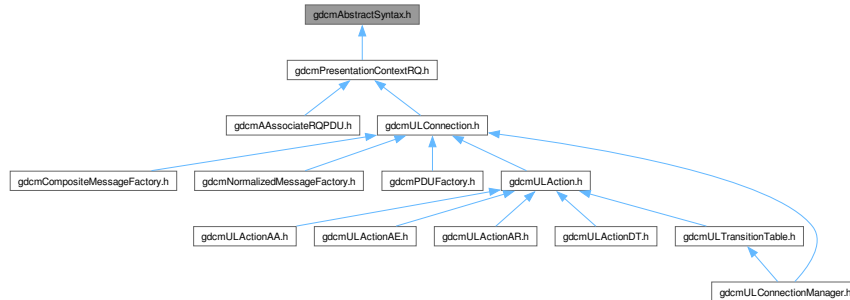 gdcmAbstractSyntax.h
gdcmPresentationContextRQ.h
gdcmAAssociateRQPDU.h
gdcmULConnection.h
gdcmCompositeMessageFactory.h
gdcmNormalizedMessageFactory.h
gdcmPDUFactory.h
gdcmULAction.h
gdcmULActionAA.h
gdcmULActionAE.h
gdcmULActionAR.h
gdcmULActionDT.h
gdcmULTransitionTable.h
gdcmULConnectionManager.h